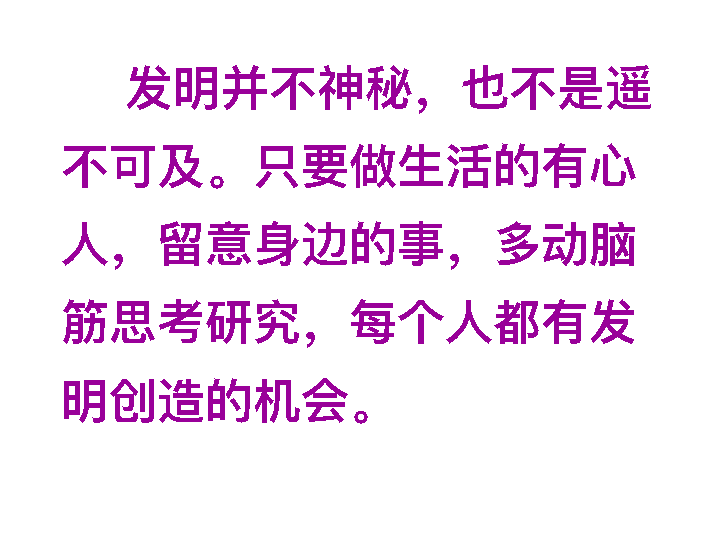 发明并不神秘，也不是遥
不可及。只要做生活的有心
人，留意身边的事，多动脑
筋思考研究，每个人都有发
明创造的机会。